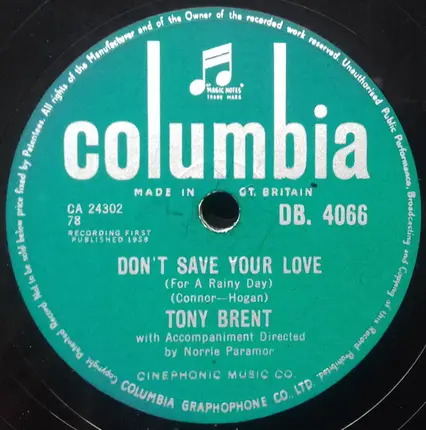 All rights of the Manufacturer and of the Owner of the recorded work reserved. Unauthorised Public Performance, Broadcasting and Copying of this Record Prohibited.
Copyright. Patented Record Not to be sold below price fixed by Patentees.
"MAGIC NOTES"
TRADE MARK
columbia
MADE IN GT. BRITAIN
CA 24302
78
DB. 4066
RECORDING FIRST
PUBLISHED 1958
DON'T SAVE YOUR LOVE
(For A Rainy Day)
(Connor-Hogan)
TONY BRENT
with Accompaniment Directed
by Norrie Paramor
CINEPHONIC MUSIC CO.
COLUMBIA GRAPHOPHONE CO., LTD.